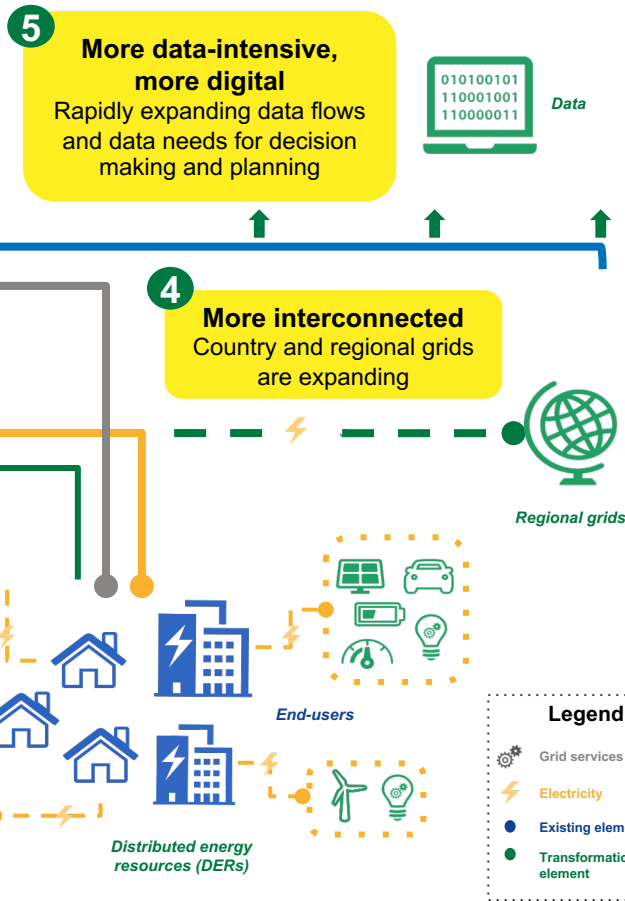 5
More data-intensive,
more digital
Rapidly expanding data flows
and data needs for decision
making and planning
010100101
110001001
110000011
Data
4
More interconnected
Country and regional grids
are expanding
Regional grids
End-users
Distributed energy
resources (DERs)
Legend
Grid services
Electricity
Existing elem
Transformatio
element